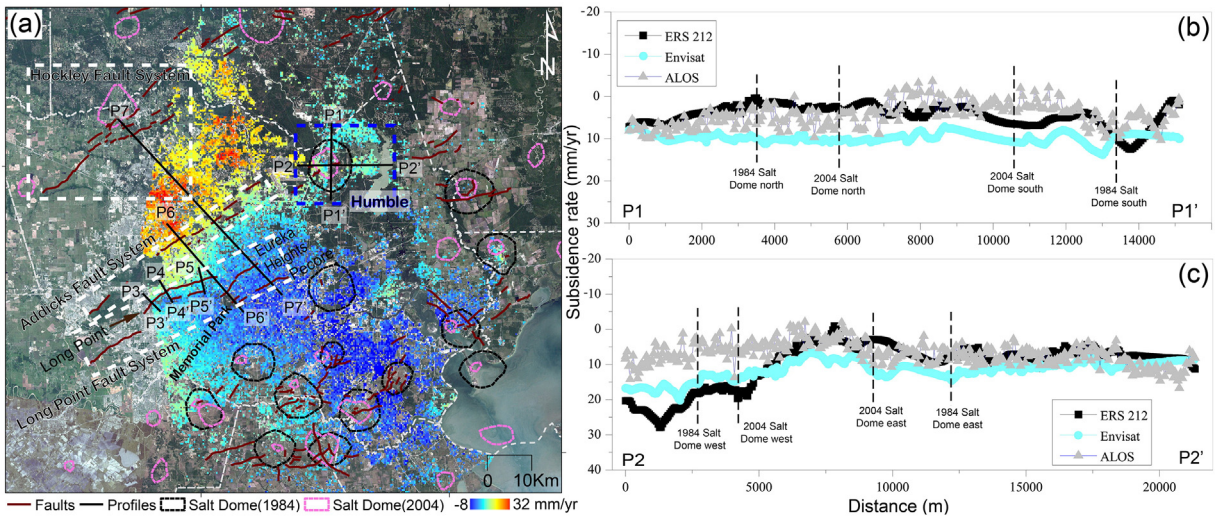 (a)
N
Hockley Fault System
P7
P1
P2
P2'
P1'
Humble
P6
Addicks Fault System
P5
P4
P3
Eureka
Heights
Pecore
P7'
P6'
P5'
P4'
P3'
Long Point
Memorial Park
Long Point Fault System
0 10Km
Faults Profiles Salt Dome(1984) Salt Dome(2004) -8 32 mm/yr
Subsidence rate (mm/yr)
(b)
ERS 212
Envisat
ALOS
-20
-10
0
10
20
30
1984 Salt
Dome north
2004 Salt
Dome north
2004 Salt
Dome south
1984 Salt
Dome south
P1 P1'
0 2000 4000 6000 8000 10000 12000 14000
(c)
-20
-10
0
10
20
30
40
1984 Salt
Dome west
2004 Salt
Dome west
2004 Salt
Dome east
1984 Salt
Dome east
ERS 212
Envisat
ALOS
P2 P2'
0 5000 10000 15000 20000
Distance (m)